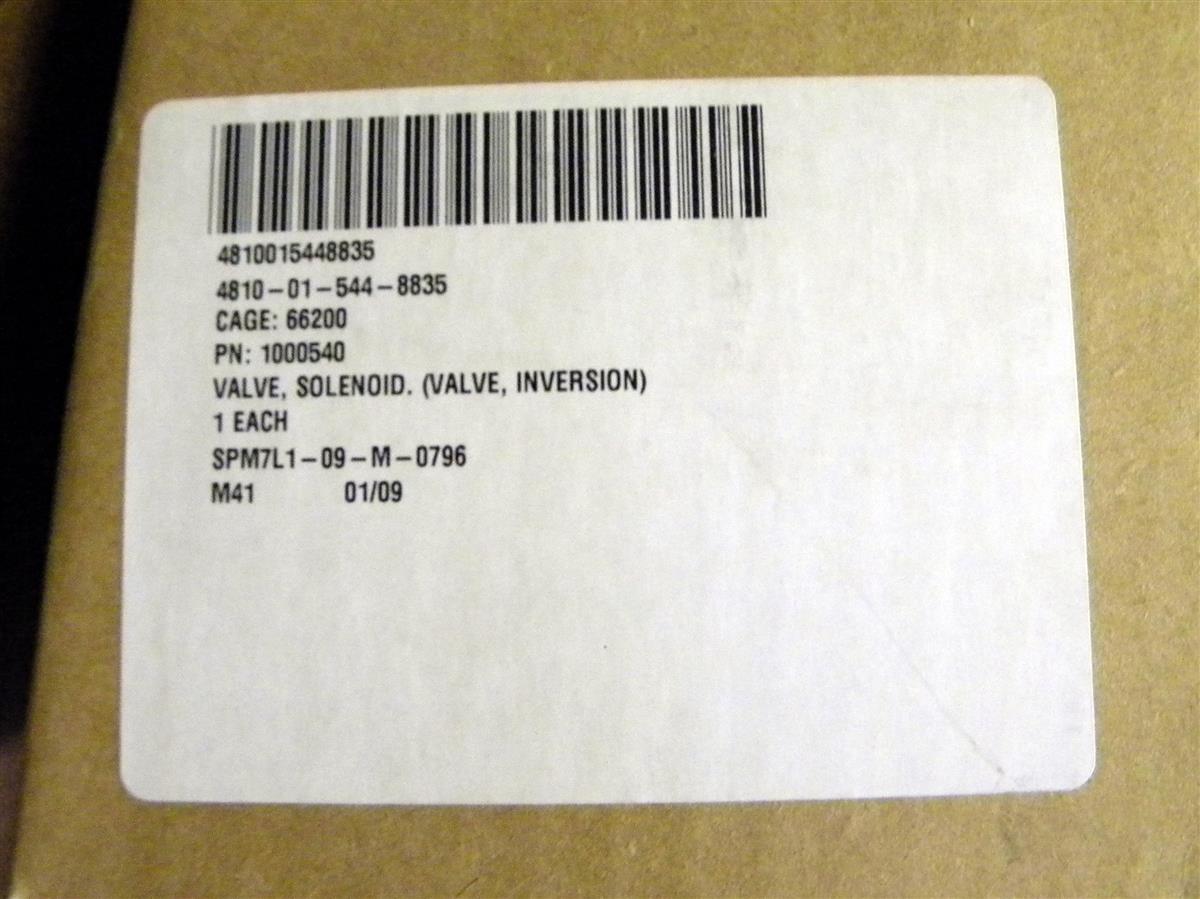 4810015448835
4810-01-544-8835
CAGE: 66200
PN: 1000540
VALVE, SOLENOID. (VALVE, INVERSION)
1 EACH
SPM7L1-09-M-0796
M41 01/09